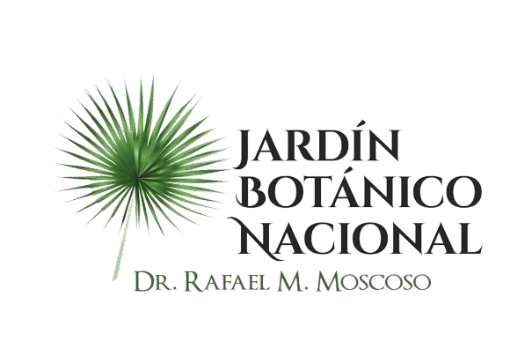 Jardín
Botánico
Nacional
Dr. Rafael M. Moscoso